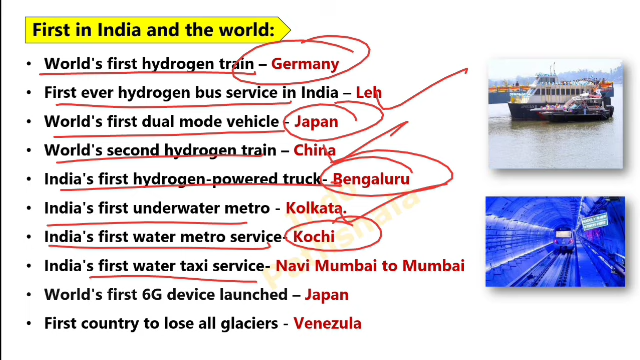 First in India and the world:
• World's first hydrogen train – Germany
• First ever hydrogen bus service in India – Leh
• World's first dual mode vehicle - Japan
• World's second hydrogen train – China
• India's first hydrogen-powered truck- Bengaluru
• India's first underwater metro - Kolkata.
• India's first water metro service- Kochi
• India's first water taxi service- Navi Mumbai to Mumbai
• World's first 6G device launched – Japan
• First country to lose all glaciers - Venezula